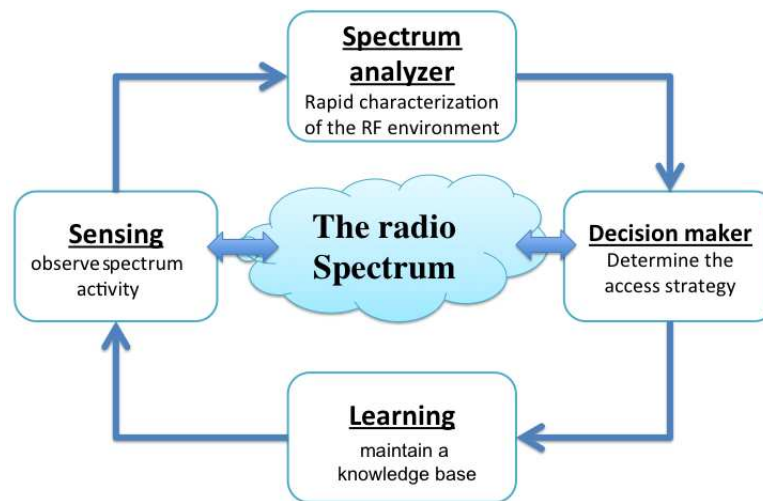 Spectrum
analyzer
Rapid characterization
of the RF environment
Sensing
observe spectrum
activity
The radio
Spectrum
Decision maker
Determine the
access strategy
Learning
maintain a
knowledge base